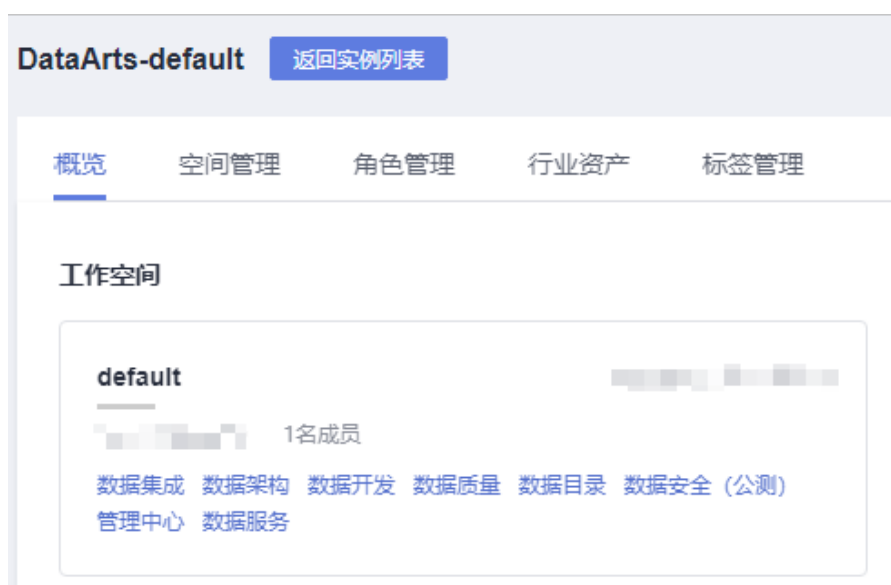 DataArts-default 返回实例列表
概览 空间管理 角色管理 行业资产 标签管理
工作空间
default
1名成员
数据集成 数据架构 数据开发 数据质量 数据目录 数据安全（公测）
管理中心 数据服务